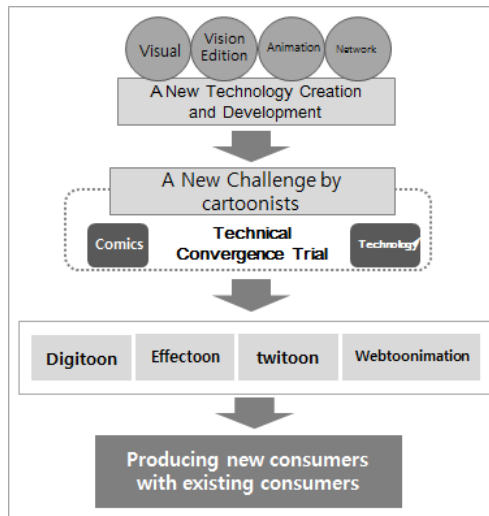 Visual
Vision
Edition
Animation
Network
A New Technology Creation
and Development
A New Challenge by
cartoonists
Comics
Technical
Convergence Trial
Technology
Digitoon
Effectoon
twitoon
Webtoonimation
Producing new consumers
with existing consumers